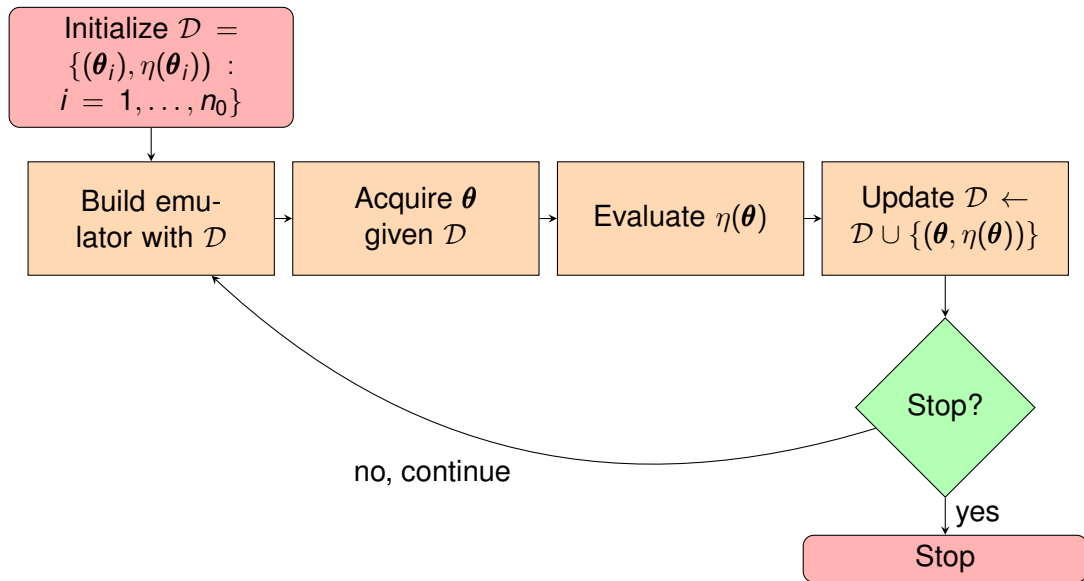 Initialize 𝒟 =
{(𝜽ᵢ), η(𝜽ᵢ)) :
i = 1, . . . , n₀}
Build emu-
lator with 𝒟
Acquire 𝜽
given 𝒟
Evaluate η(𝜽)
Update 𝒟 ←
𝒟 ∪ {(𝜽, η(𝜽))}
Stop?
no, continue
yes
Stop